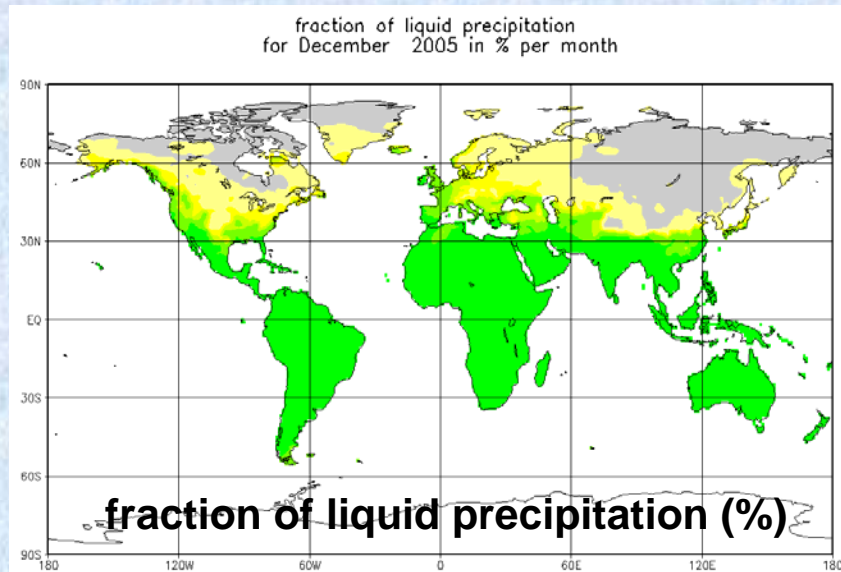 fraction of liquid precipitation
for December 2005 in % per month
90N
60N
30N
EQ
30S
60S
fraction of liquid precipitation (%)
90S
180 120W 60W 0 60E 120E 180